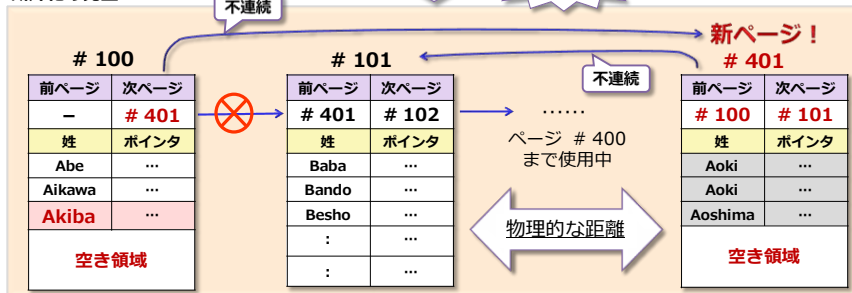 不連続
新ページ！
# 100
# 101
# 401
不連続
前ページ 次ページ
－ # 401
姓 ポインタ
Abe …
Aikawa …
Akiba …
空き領域
前ページ 次ページ
# 401 # 102
姓 ポインタ
Baba …
Bando …
Besho …
: …
: …
……
ページ # 400
まで使用中
物理的な距離
前ページ 次ページ
# 100 # 101
姓 ポインタ
Aoki …
Aoki …
Aoshima …
空き領域